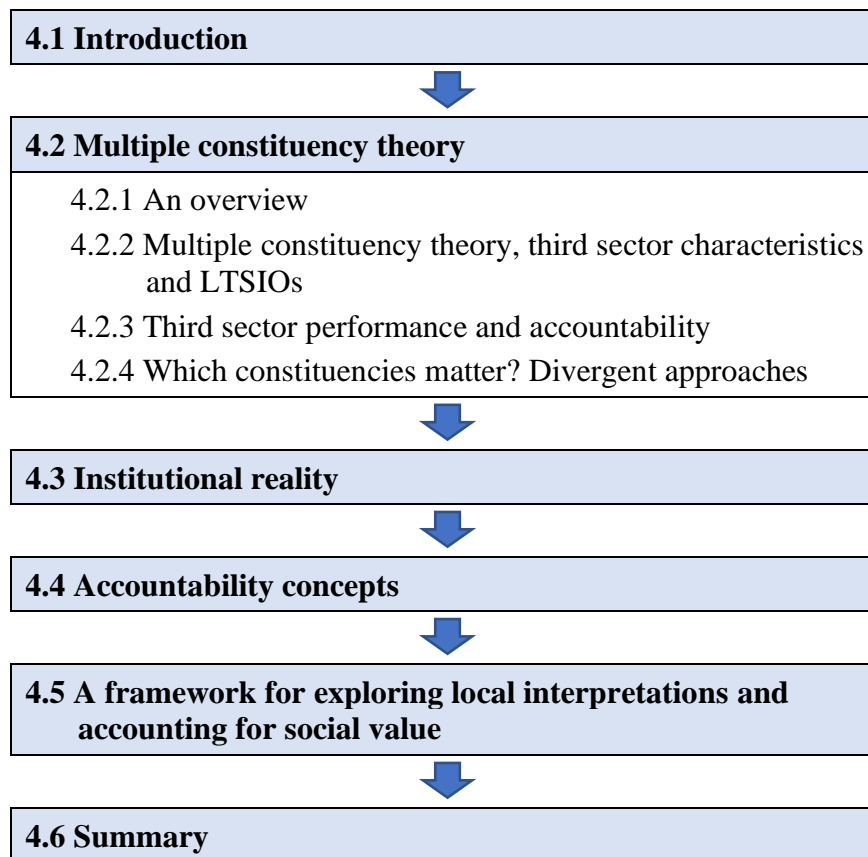 4.1 Introduction
4.2 Multiple constituency theory
4.2.1 An overview
4.2.2 Multiple constituency theory, third sector characteristics
and LTSIOs
4.2.3 Third sector performance and accountability
4.2.4 Which constituencies matter? Divergent approaches
4.3 Institutional reality
4.4 Accountability concepts
4.5 A framework for exploring local interpretations and
accounting for social value
4.6 Summary